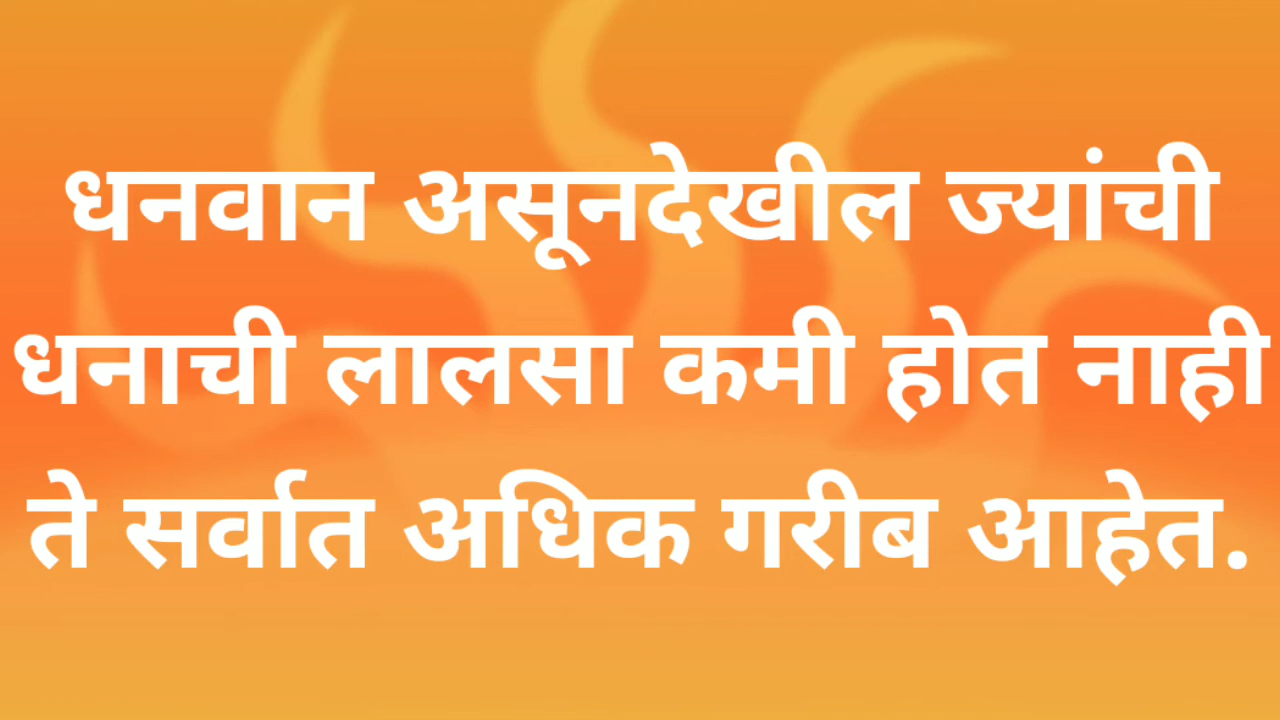 धनवान असूनदेखील ज्यांची
धनाची लालसा कमी होत नाही
ते सर्वात अधिक गरीब आहेत.